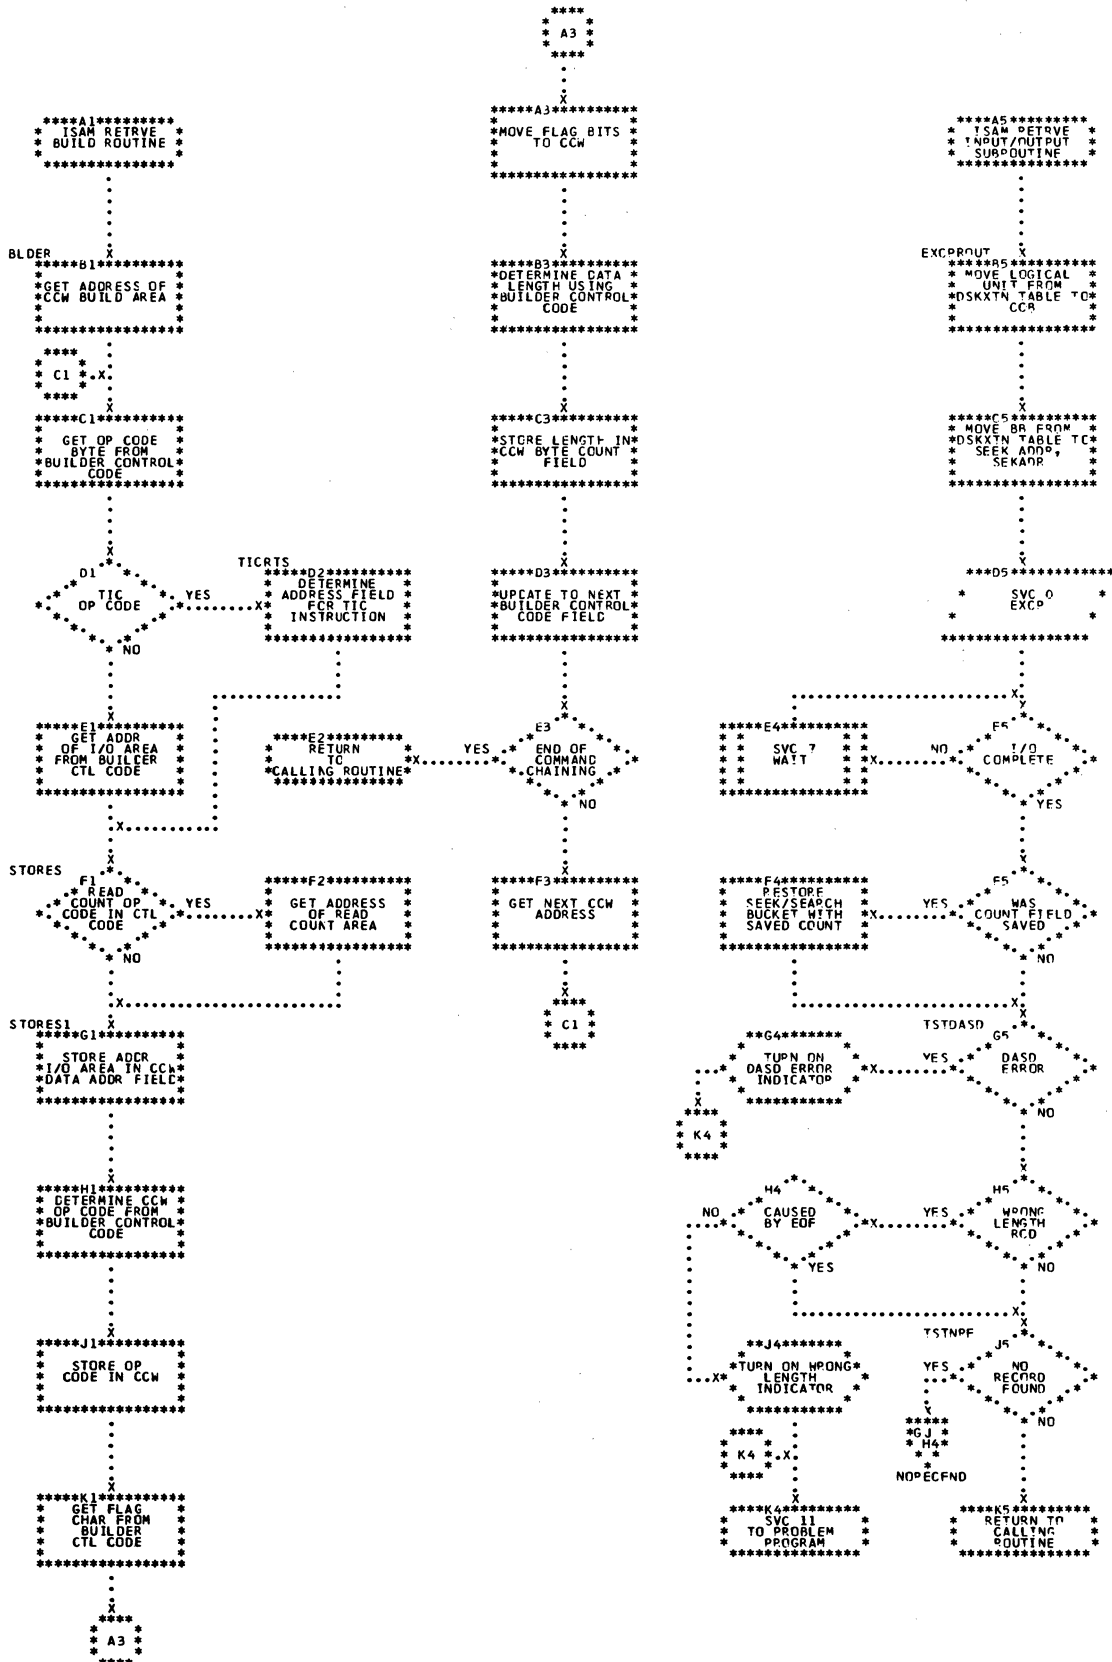 A3
A1
ISAM RETRVE
BUILD ROUTINE
BLDER
B1
GET ADDRESS OF
CCW BUILD AREA
C1
C1
GET OP CODE
BYTE FROM
BUILDER CONTROL
CODE
D1
TIC
OP CODE
YES
NO
TICRTS
D2
DETERMINE
ADDRESS FIELD
FOR TIC
INSTRUCTION
E1
GET ADDR
OF I/O AREA
FROM BUILDER
CTL CODE
E2
RETURN
TO
CALLING ROUTINE
STORES
F1
READ
COUNT OP
CODE IN CTL
CODE
YES
NO
F2
GET ADDRESS
OF READ
COUNT AREA
STORES1
G1
STORE ADDR
I/O AREA IN CCW
DATA ADDR FIELD
H1
DETERMINE CCW
OP CODE FROM
BUILDER CONTROL
CODE
J1
STORE OP
CODE IN CCW
K1
GET FLAG
CHAR FROM
BUILDER
CTL CODE
A3
A3
MOVE FLAG BITS
TO CCW
B3
DETERMINE DATA
LENGTH USING
BUILDER CONTROL
CODE
C3
STORE LENGTH IN
CCW BYTE COUNT
FIELD
D3
UPDATE TO NEXT
BUILDER CONTROL
CODE FIELD
E3
END OF
COMMAND
CHAINING
YES
NO
F3
GET NEXT CCW
ADDRESS
C1
A5
ISAM RETRVE
INPUT/OUTPUT
SUBROUTINE
EXCPROUT
B5
MOVE LOGICAL
UNIT FROM
DSKXTN TABLE TO
CCB
C5
MOVE BB FROM
DSKXTN TABLE TO
SEEK ADDR,
SEKADR
D5
SVC 0
EXCP
E4
SVC 7
WAIT
E5
I/O
COMPLETE
NO
YES
F4
RESTORE
SEEK/SEARCH
BUCKET WITH
SAVED COUNT
F5
WAS
COUNT FIELD
SAVED
YES
NO
TSTDASD
G4
TURN ON
DASD ERROR
INDICATOR
G5
DASD
ERROR
YES
NO
K4
H4
CAUSED
BY EOF
NO
YES
H5
WRONG
LENGTH
RCD
YES
NO
TSTNRF
J4
TURN ON WRONG
LENGTH
INDICATOR
J5
NO
RECORD
FOUND
YES
NO
GJ
H4
NORECFND
K4
K4
SVC 11
TO PROBLEM
PROGRAM
K5
RETURN TO
CALLING
ROUTINE